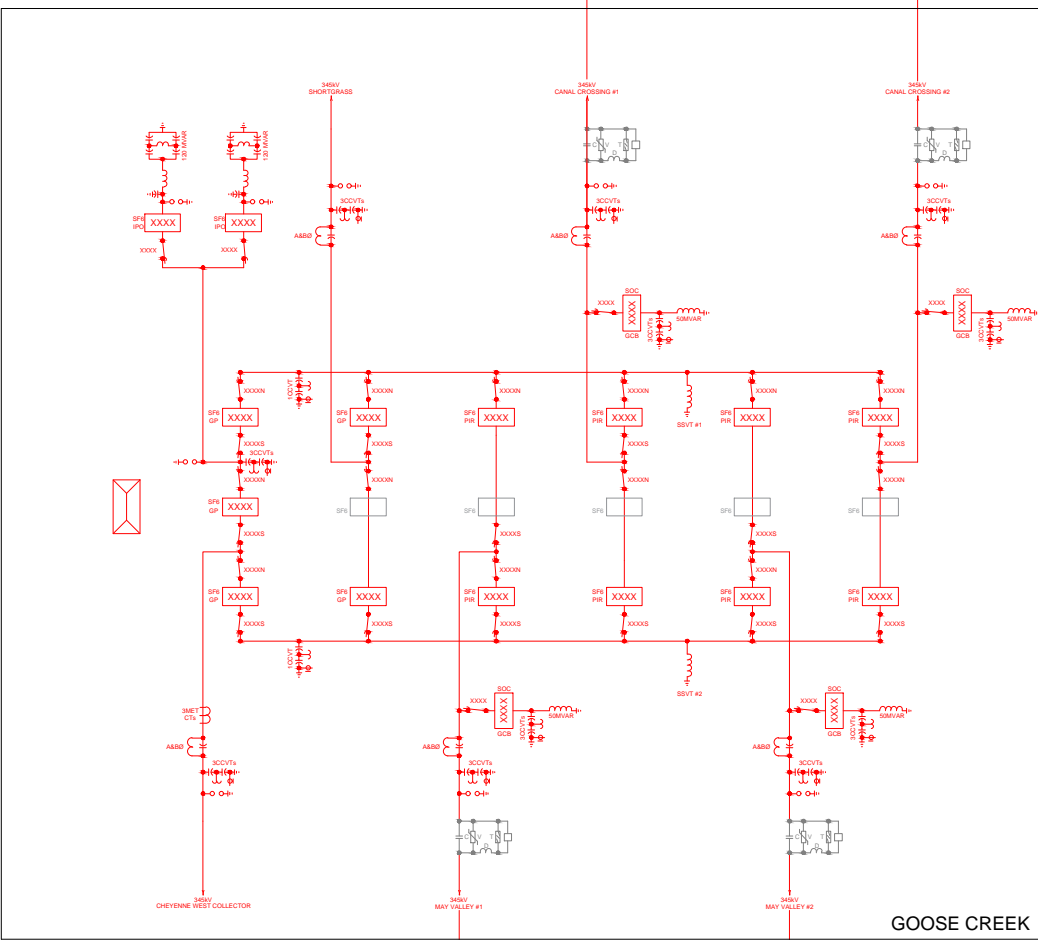 345kV
SHORTGRASS
345kV
CANAL CROSSING #1
345kV
CANAL CROSSING #2
120 MVAR
120 MVAR
C V T
D
C V T
D
SF6
IPO
XXXX
SF6
IPO
XXXX
3CCVTs
3CCVTs
3CCVTs
A&BØ
A&BØ
A&BØ
XXXX
XXXX
XXXX
SOC
XXXX
GCB
3CCVTs
50MVAR
XXXX
SOC
XXXX
GCB
3CCVTs
50MVAR
1CCVT
SSVT #1
XXXXN
XXXXN
XXXXN
XXXXN
XXXXN
XXXXN
SF6
GP
XXXX
SF6
GP
XXXX
SF6
PIR
XXXX
SF6
PIR
XXXX
SF6
PIR
XXXX
SF6
PIR
XXXX
XXXXS
XXXXS
XXXXS
XXXXS
XXXXS
XXXXS
3CCVTs
XXXXN
XXXXN
XXXXN
XXXXN
SF6
GP
XXXX
SF6
SF6
SF6
SF6
SF6
XXXXS
XXXXS
XXXXS
XXXXN
XXXXN
XXXXN
SF6
GP
XXXX
SF6
GP
XXXX
SF6
PIR
XXXX
SF6
PIR
XXXX
SF6
PIR
XXXX
SF6
PIR
XXXX
XXXXS
XXXXS
XXXXS
XXXXS
XXXXS
XXXXS
1CCVT
SSVT #2
3MET
CTs
XXXX
SOC
XXXX
GCB
3CCVTs
50MVAR
XXXX
SOC
XXXX
GCB
3CCVTs
50MVAR
A&BØ
A&BØ
A&BØ
3CCVTs
3CCVTs
3CCVTs
C V T
D
C V T
D
345kV
CHEYENNE WEST COLLECTOR
345kV
MAY VALLEY #1
345kV
MAY VALLEY #2
GOOSE CREEK